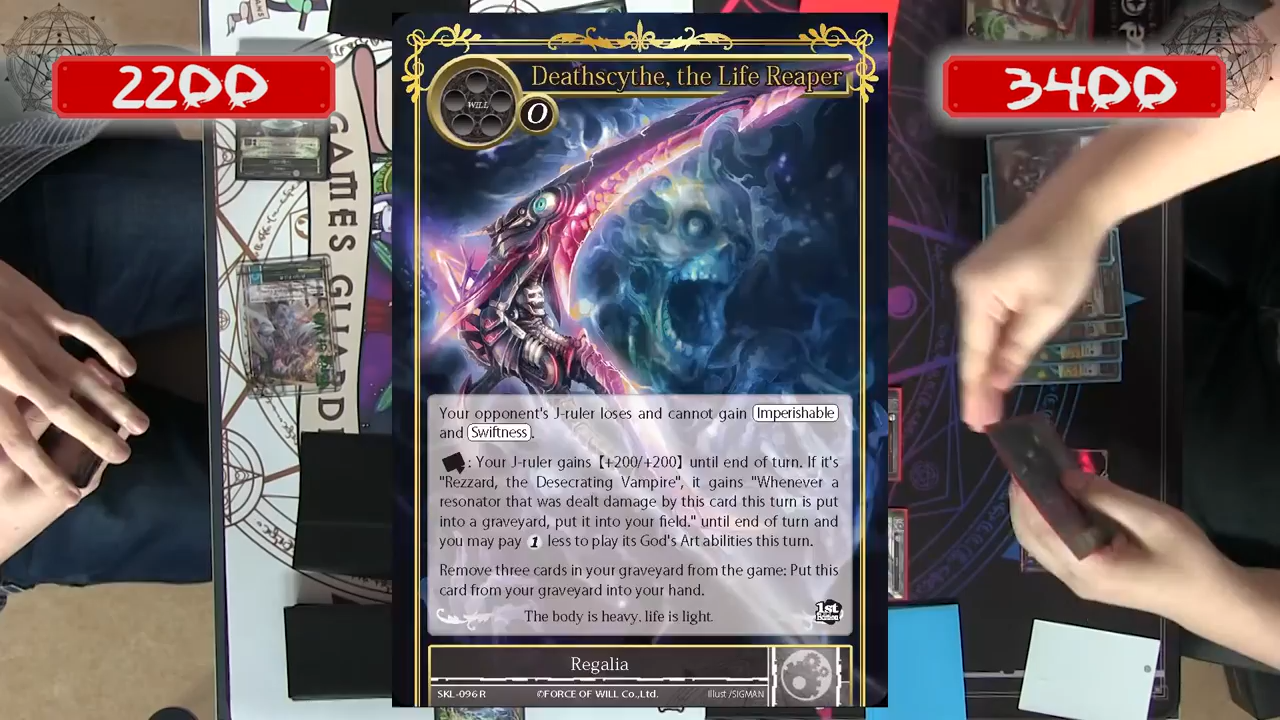 2200
3400
Deathscythe, the Life Reaper
WILL
0
GAMES GUARD
Your opponent's J-ruler loses and cannot gain Imperishable
and Swiftness.
: Your J-ruler gains 【+200/+200】 until end of turn. If it's
"Rezzard, the Desecrating Vampire", it gains "Whenever a
resonator that was dealt damage by this card this turn is put
into a graveyard, put it into your field." until end of turn and
you may pay 1 less to play its God's Art abilities this turn.
Remove three cards in your graveyard from the game: Put this
card from your graveyard into your hand.
The body is heavy, life is light.
1st
Edition
Regalia
SKL-096 R ©FORCE OF WILL Co.,Ltd. Illust /SIGMAN